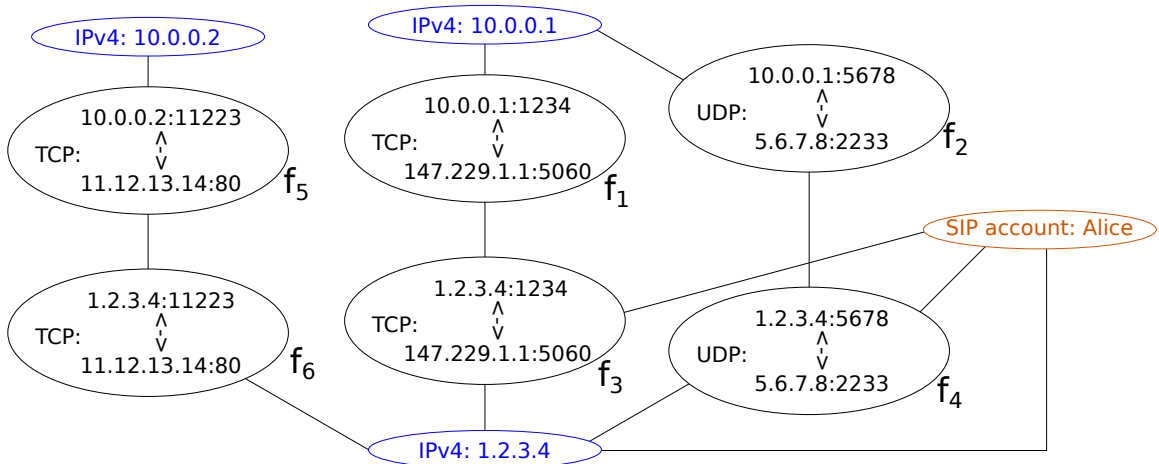 IPv4: 10.0.0.2
IPv4: 10.0.0.1
10.0.0.2:11223
TCP:
11.12.13.14:80
f5
10.0.0.1:1234
TCP:
147.229.1.1:5060
f1
10.0.0.1:5678
UDP:
5.6.7.8:2233
f2
SIP account: Alice
1.2.3.4:11223
TCP:
11.12.13.14:80
f6
1.2.3.4:1234
TCP:
147.229.1.1:5060
f3
1.2.3.4:5678
UDP:
5.6.7.8:2233
f4
IPv4: 1.2.3.4